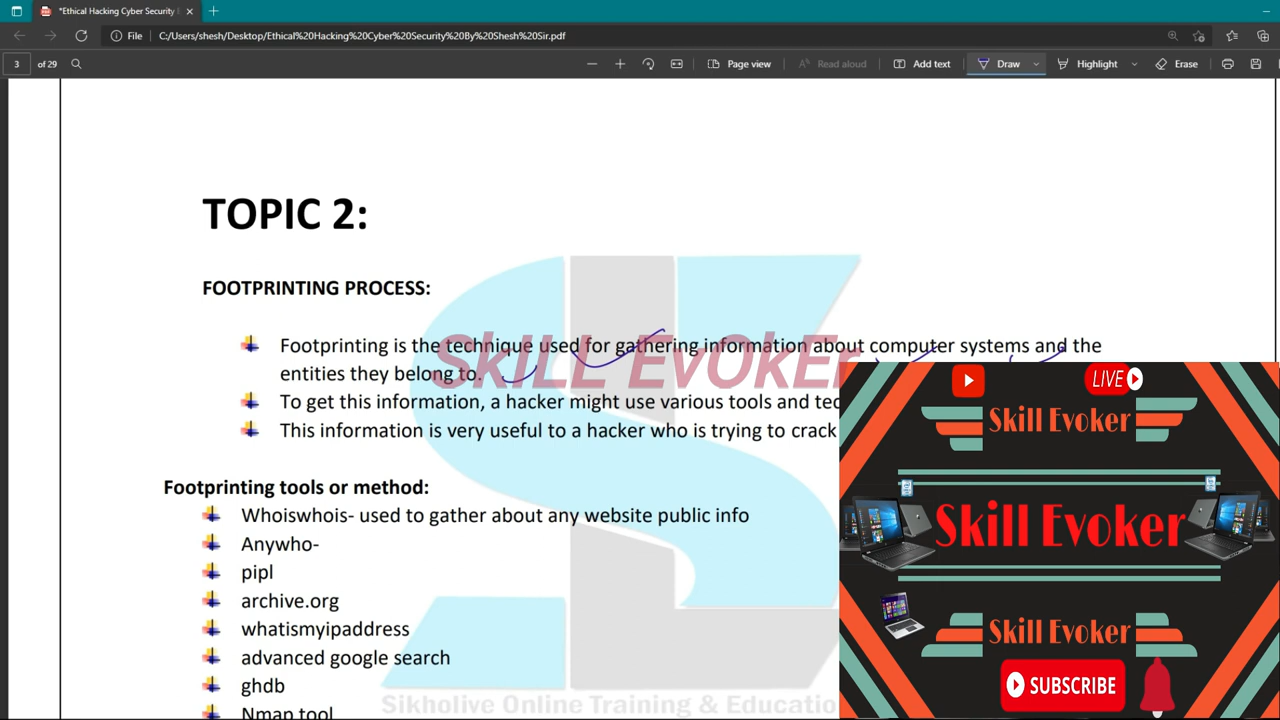 *Ethical Hacking Cyber Security
File C:/Users/shesh/Desktop/Ethical%20Hacking%20Cyber%20Security%20By%20Shesh%20Sir.pdf
3 of 29 Page view Read aloud Add text Draw Highlight Erase
TOPIC 2:
FOOTPRINTING PROCESS:
Footprinting is the technique used for gathering information about computer systems and the
entities they belong to.
SkILL EvOkEr
To get this information, a hacker might use various tools and
This information is very useful to a hacker who is trying to crack
Footprinting tools or method:
Whoiswhois- used to gather about any website public info
Anywho-
pipl
archive.org
whatismyipaddress
advanced google search
ghdb
Nmap tool
Sikholive Online Training &
LIVE
Skill Evoker
Skill Evoker
Skill Evoker
SUBSCRIBE